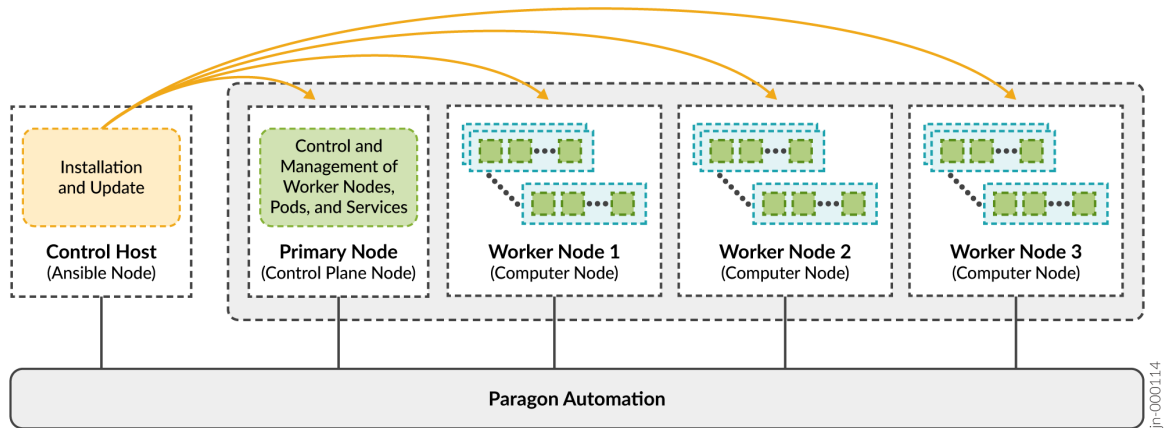 Installation
and Update
Control Host
(Ansible Node)
Control and
Management of
Worker Nodes,
Pods, and Services
Primary Node
(Control Plane Node)
Worker Node 1
(Computer Node)
Worker Node 2
(Computer Node)
Worker Node 3
(Computer Node)
Paragon Automation
jn-000114